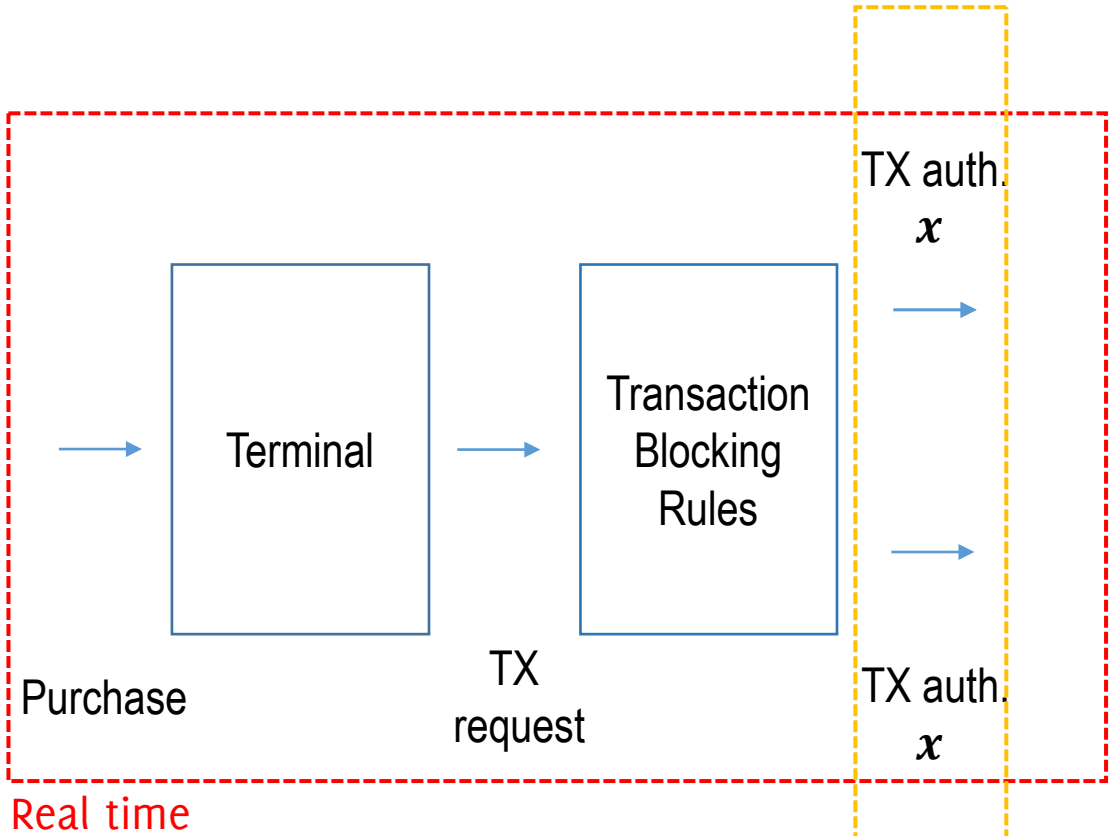 TX auth.
x
Terminal
Transaction
Blocking
Rules
Purchase
TX
request
TX auth.
x
Real time